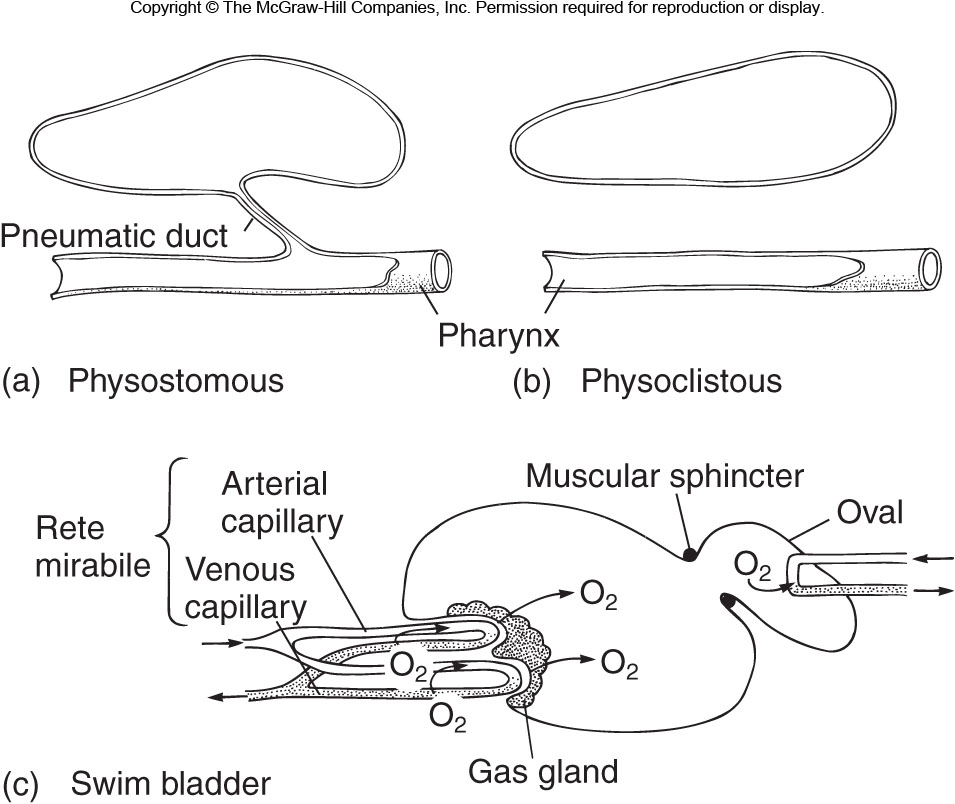 Copyright © The McGraw-Hill Companies, Inc. Permission required for reproduction or display.
Pneumatic duct
Pharynx
(a) Physostomous
(b) Physoclistous
Rete
mirabile
Arterial
capillary
Venous
capillary
Muscular sphincter
Oval
O₂
O₂
O₂
O₂
O₂
Gas gland
(c) Swim bladder